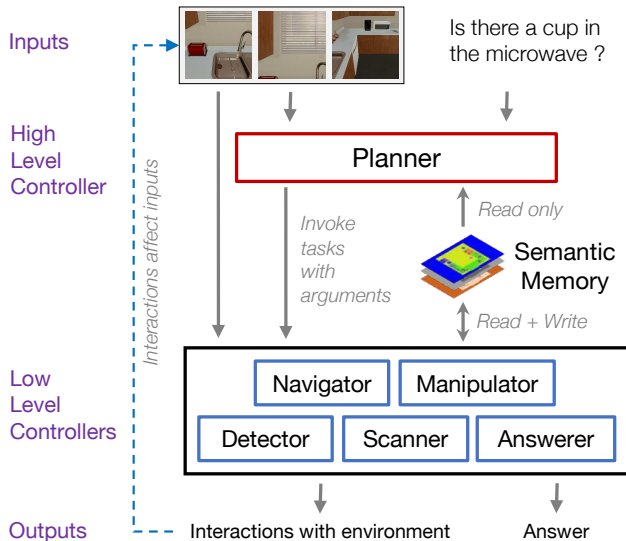 Inputs
Is there a cup in
the microwave ?
High
Level
Controller
Planner
Interactions affect inputs
Invoke
tasks
with
arguments
Read only
Semantic
Memory
Read + Write
Low
Level
Controllers
Navigator
Manipulator
Detector
Scanner
Answerer
Outputs
Interactions with environment
Answer